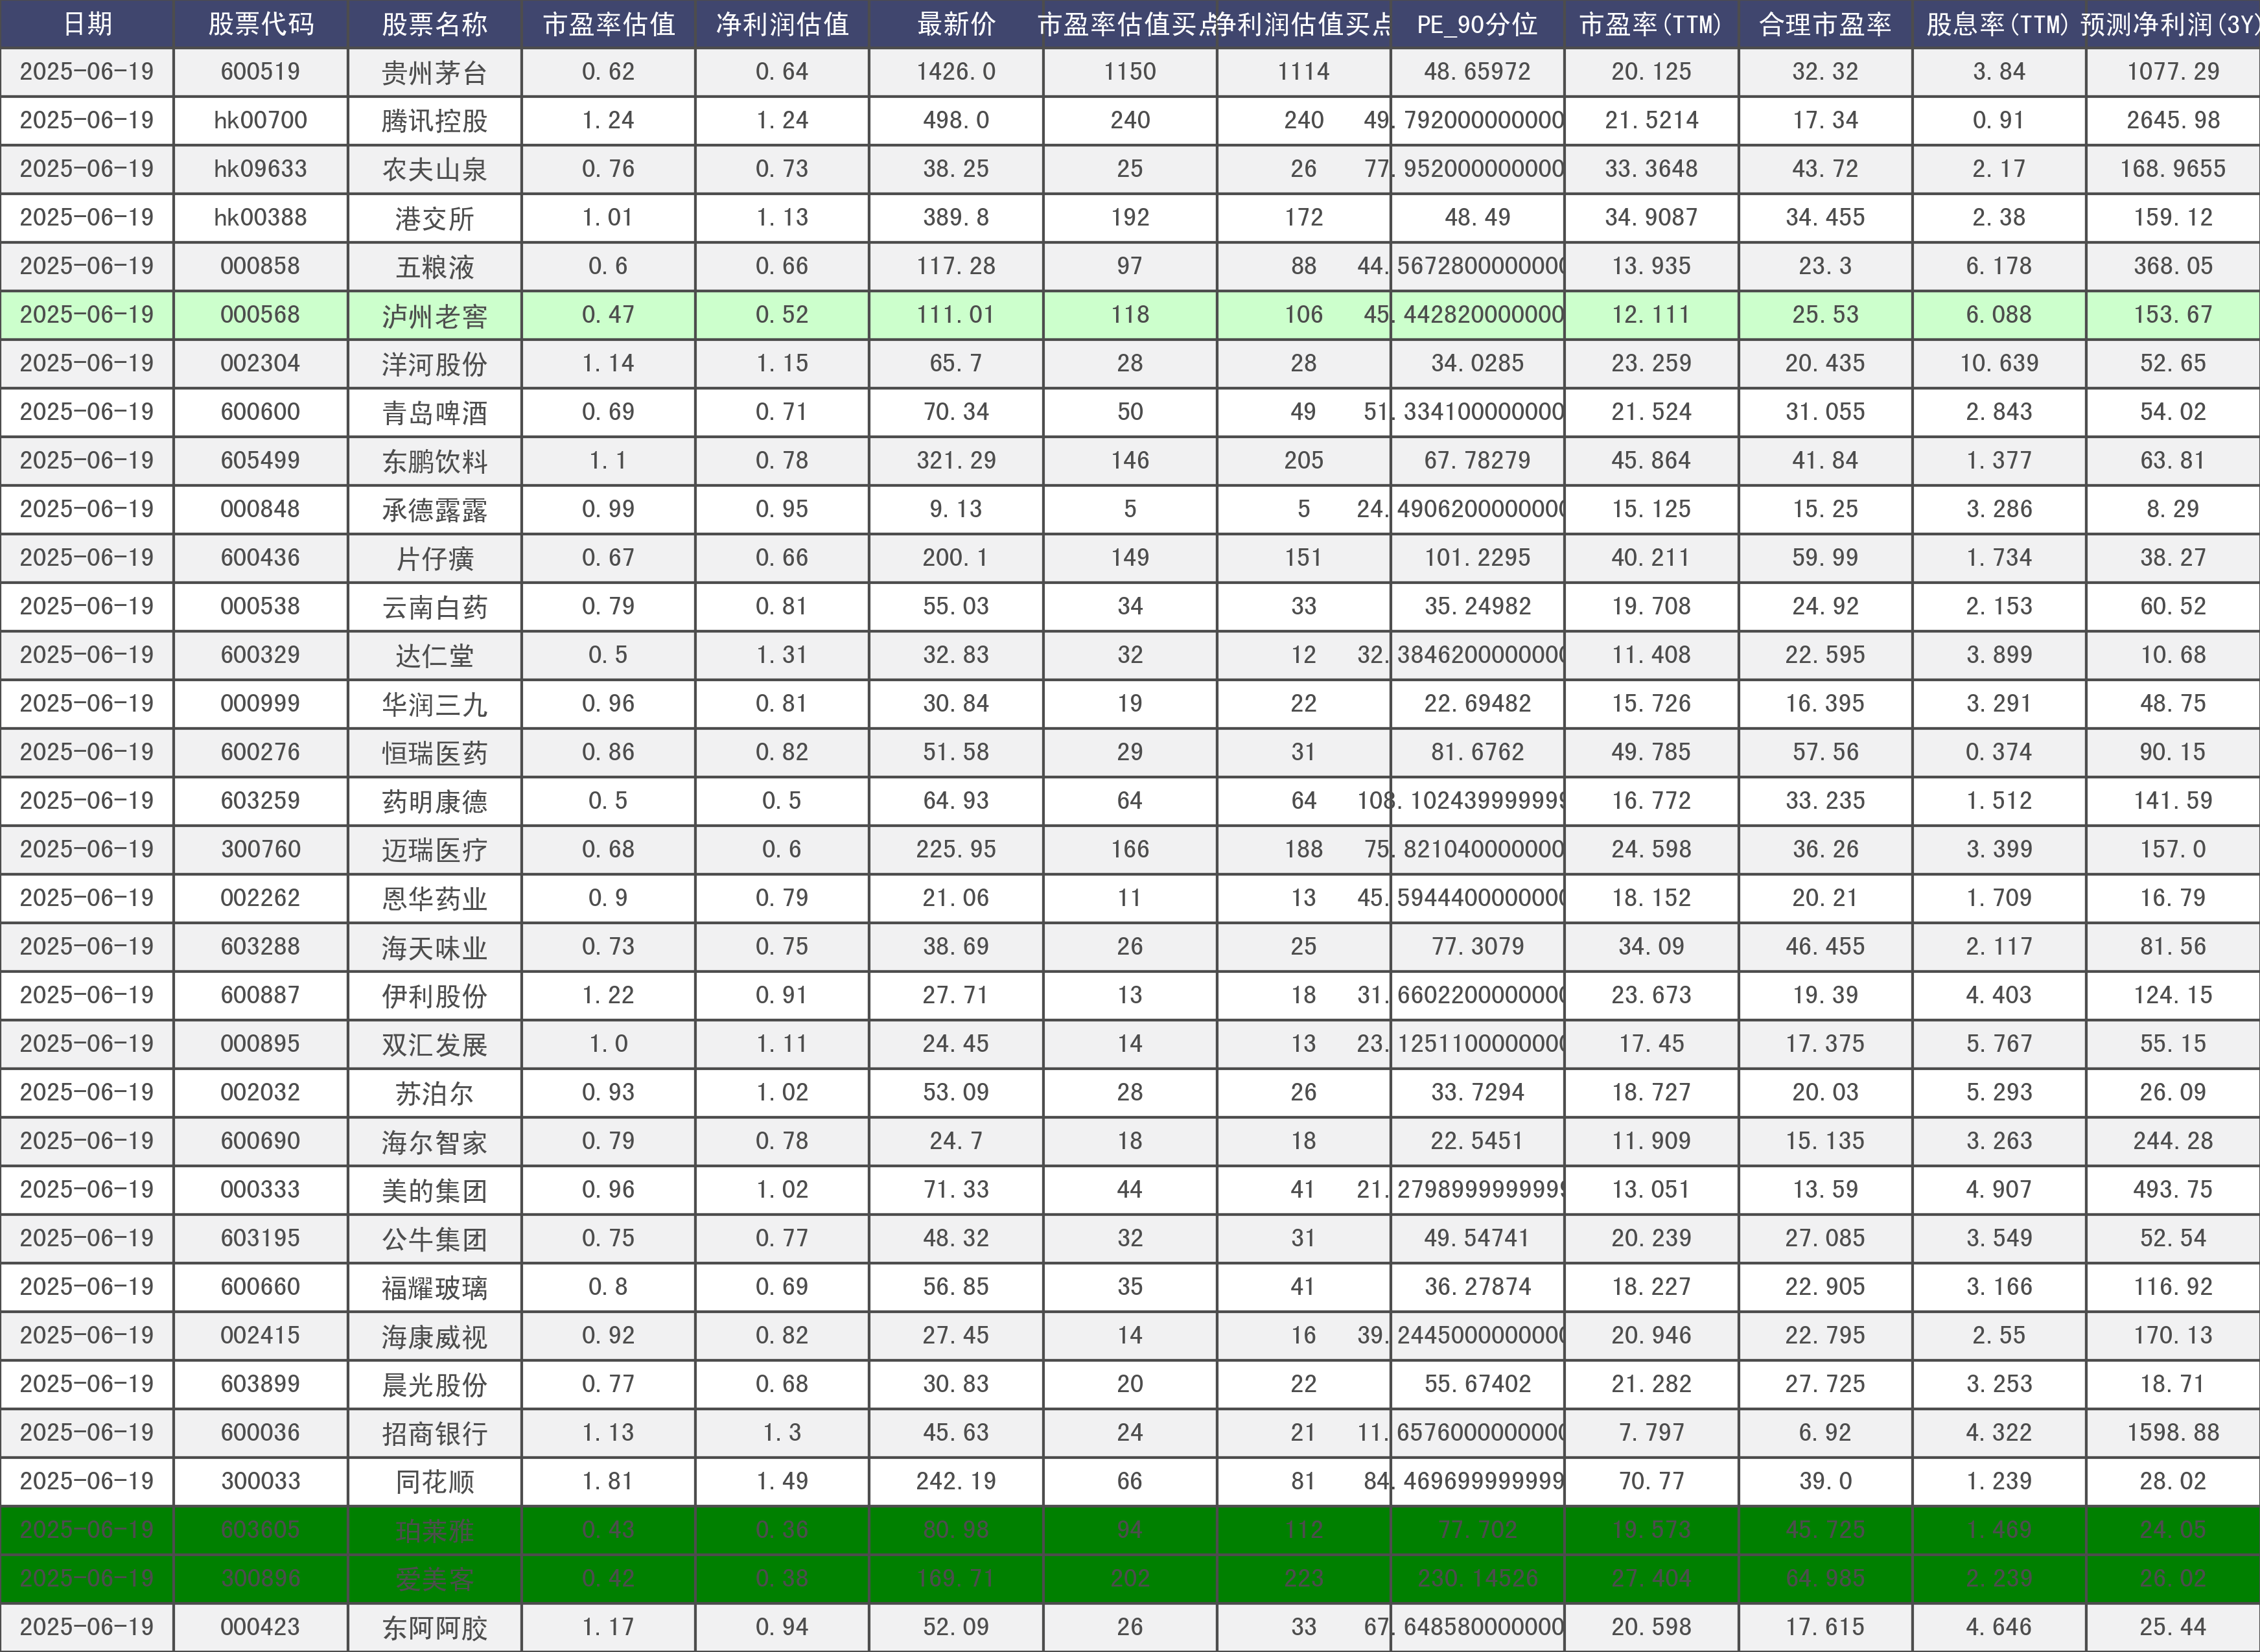 日期 股票代码 股票名称 市盈率估值 净利润估值 最新价 市盈率估值买点 净利润估值买点 PE_90分位 市盈率(TTM) 合理市盈率 股息率(TTM) 预测净利润(3Y)
2025-06-19 600519 贵州茅台 0.62 0.64 1426.0 1150 1114 48.65972 20.125 32.32 3.84 1077.29
2025-06-19 hk00700 腾讯控股 1.24 1.24 498.0 240 240 49.792000000000 21.5214 17.34 0.91 2645.98
2025-06-19 hk09633 农夫山泉 0.76 0.73 38.25 25 26 77.952000000000 33.3648 43.72 2.17 168.9655
2025-06-19 hk00388 港交所 1.01 1.13 389.8 192 172 48.49 34.9087 34.455 2.38 159.12
2025-06-19 000858 五粮液 0.6 0.66 117.28 97 88 44.5672800000000 13.935 23.3 6.178 368.05
2025-06-19 000568 泸州老窖 0.47 0.52 111.01 118 106 45.442820000000 12.111 25.53 6.088 153.67
2025-06-19 002304 洋河股份 1.14 1.15 65.7 28 28 34.0285 23.259 20.435 10.639 52.65
2025-06-19 600600 青岛啤酒 0.69 0.71 70.34 50 49 51.334100000000 21.524 31.055 2.843 54.02
2025-06-19 605499 东鹏饮料 1.1 0.78 321.29 146 205 67.78279 45.864 41.84 1.377 63.81
2025-06-19 000848 承德露露 0.99 0.95 9.13 5 5 24.4906200000000 15.125 15.25 3.286 8.29
2025-06-19 600436 片仔癀 0.67 0.66 200.1 149 151 101.2295 40.211 59.99 1.734 38.27
2025-06-19 000538 云南白药 0.79 0.81 55.03 34 33 35.24982 19.708 24.92 2.153 60.52
2025-06-19 600329 达仁堂 0.5 1.31 32.83 32 12 32.3846200000000 11.408 22.595 3.899 10.68
2025-06-19 000999 华润三九 0.96 0.81 30.84 19 22 22.69482 15.726 16.395 3.291 48.75
2025-06-19 600276 恒瑞医药 0.86 0.82 51.58 29 31 81.6762 49.785 57.56 0.374 90.15
2025-06-19 603259 药明康德 0.5 0.5 64.93 64 64 108.102439999999 16.772 33.235 1.512 141.59
2025-06-19 300760 迈瑞医疗 0.68 0.6 225.95 166 188 75.821040000000 24.598 36.26 3.399 157.0
2025-06-19 002262 恩华药业 0.9 0.79 21.06 11 13 45.5944400000000 18.152 20.21 1.709 16.79
2025-06-19 603288 海天味业 0.73 0.75 38.69 26 25 77.3079 34.09 46.455 2.117 81.56
2025-06-19 600887 伊利股份 1.22 0.91 27.71 13 18 31.6602200000000 23.673 19.39 4.403 124.15
2025-06-19 000895 双汇发展 1.0 1.11 24.45 14 13 23.1251100000000 17.45 17.375 5.767 55.15
2025-06-19 002032 苏泊尔 0.93 1.02 53.09 28 26 33.7294 18.727 20.03 5.293 26.09
2025-06-19 600690 海尔智家 0.79 0.78 24.7 18 18 22.5451 11.909 15.135 3.263 244.28
2025-06-19 000333 美的集团 0.96 1.02 71.33 44 41 21.2798999999999 13.051 13.59 4.907 493.75
2025-06-19 603195 公牛集团 0.75 0.77 48.32 32 31 49.54741 20.239 27.085 3.549 52.54
2025-06-19 600660 福耀玻璃 0.8 0.69 56.85 35 41 36.27874 18.227 22.905 3.166 116.92
2025-06-19 002415 海康威视 0.92 0.82 27.45 14 16 39.2445000000000 20.946 22.795 2.55 170.13
2025-06-19 603899 晨光股份 0.77 0.68 30.83 20 22 55.67402 21.282 27.725 3.253 18.71
2025-06-19 600036 招商银行 1.13 1.3 45.63 24 21 11.6576000000000 7.797 6.92 4.322 1598.88
2025-06-19 300033 同花顺 1.81 1.49 242.19 66 81 84.469699999999 70.77 39.0 1.239 28.02
2025-06-19 603605 珀莱雅 0.43 0.36 80.98 94 112 77.702 19.573 45.725 1.469 24.05
2025-06-19 300896 爱美客 0.42 0.38 169.71 202 223 230.14526 27.404 64.985 2.239 26.02
2025-06-19 000423 东阿阿胶 1.17 0.94 52.09 26 33 67.648580000000 20.598 17.615 4.646 25.44